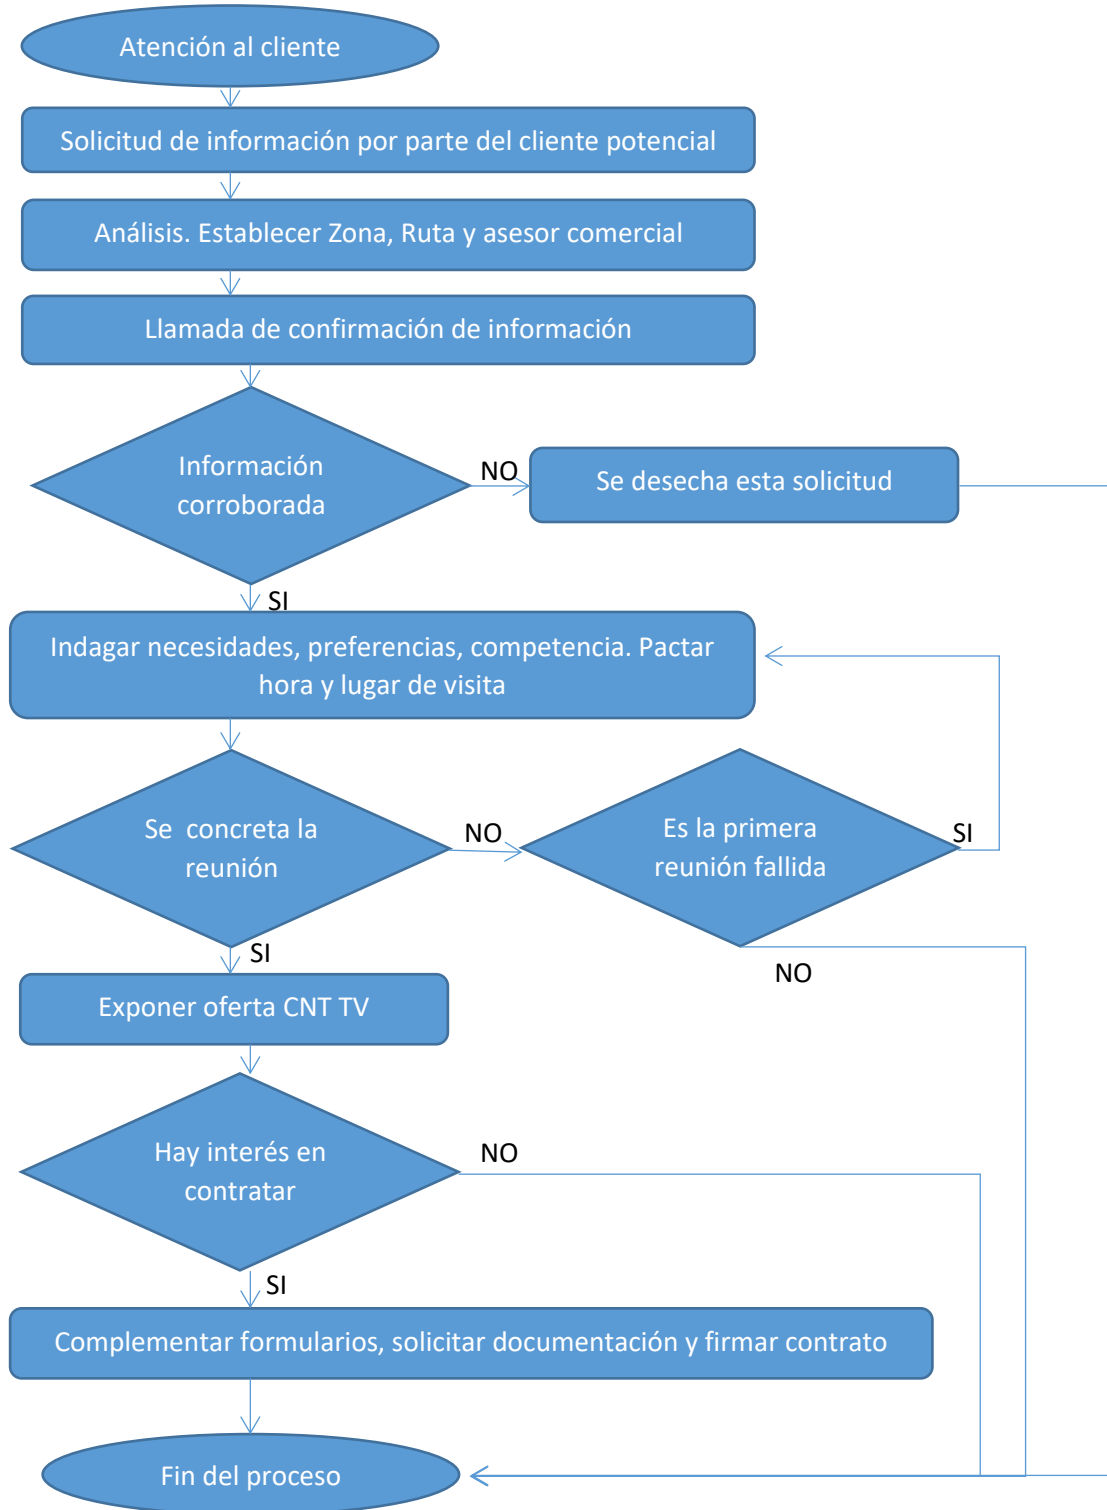 Atención al cliente
Solicitud de información por parte del cliente potencial
Análisis. Establecer Zona, Ruta y asesor comercial
Llamada de confirmación de información
Información
corroborada
NO
Se desecha esta solicitud
SI
Indagar necesidades, preferencias, competencia. Pactar
hora y lugar de visita
Se concreta la
reunión
NO
Es la primera
reunión fallida
SI
SI
NO
Exponer oferta CNT TV
Hay interés en
contratar
NO
SI
Complementar formularios, solicitar documentación y firmar contrato
Fin del proceso